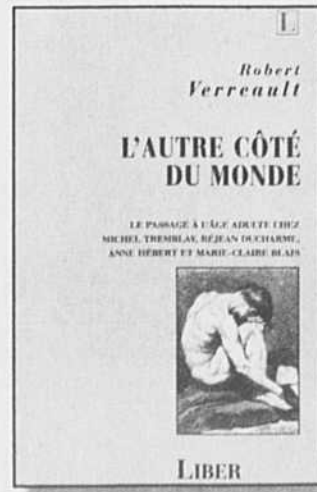 L
Robert
Verreault
L'AUTRE CÔTÉ
DU MONDE
LE PASSAGE À L'ÂGE ADULTE CHEZ
MICHEL TREMBLAY, RÉJEAN DUCHARME,
ANNE HÉBERT ET MARIE-CLAIRE BLAIS
LIBER